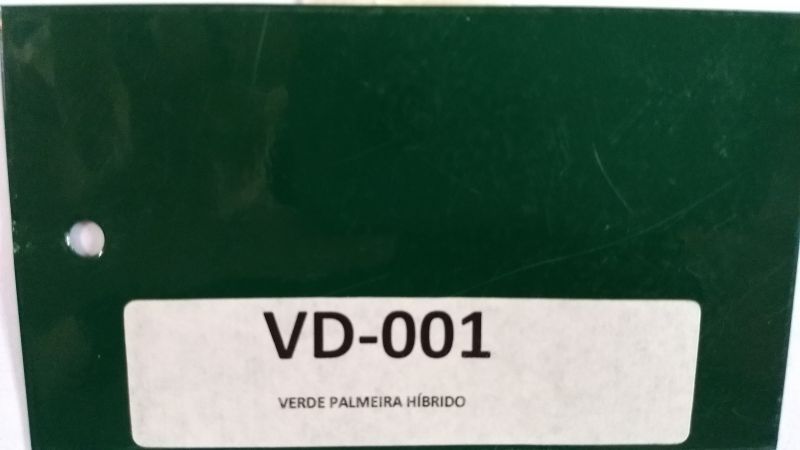 VD-001
VERDE PALMEIRA HÍBRIDO